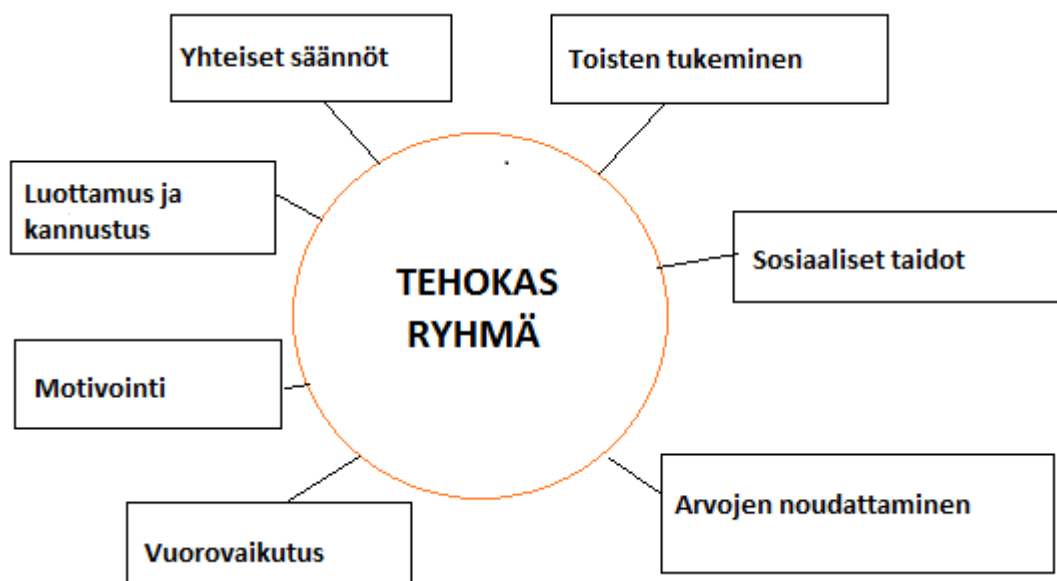 Yhteiset säännöt
Toisten tukeminen
Luottamus ja
kannustus
Sosiaaliset taidot
TEHOKAS
RYHMÄ
Motivointi
Arvojen noudattaminen
Vuorovaikutus